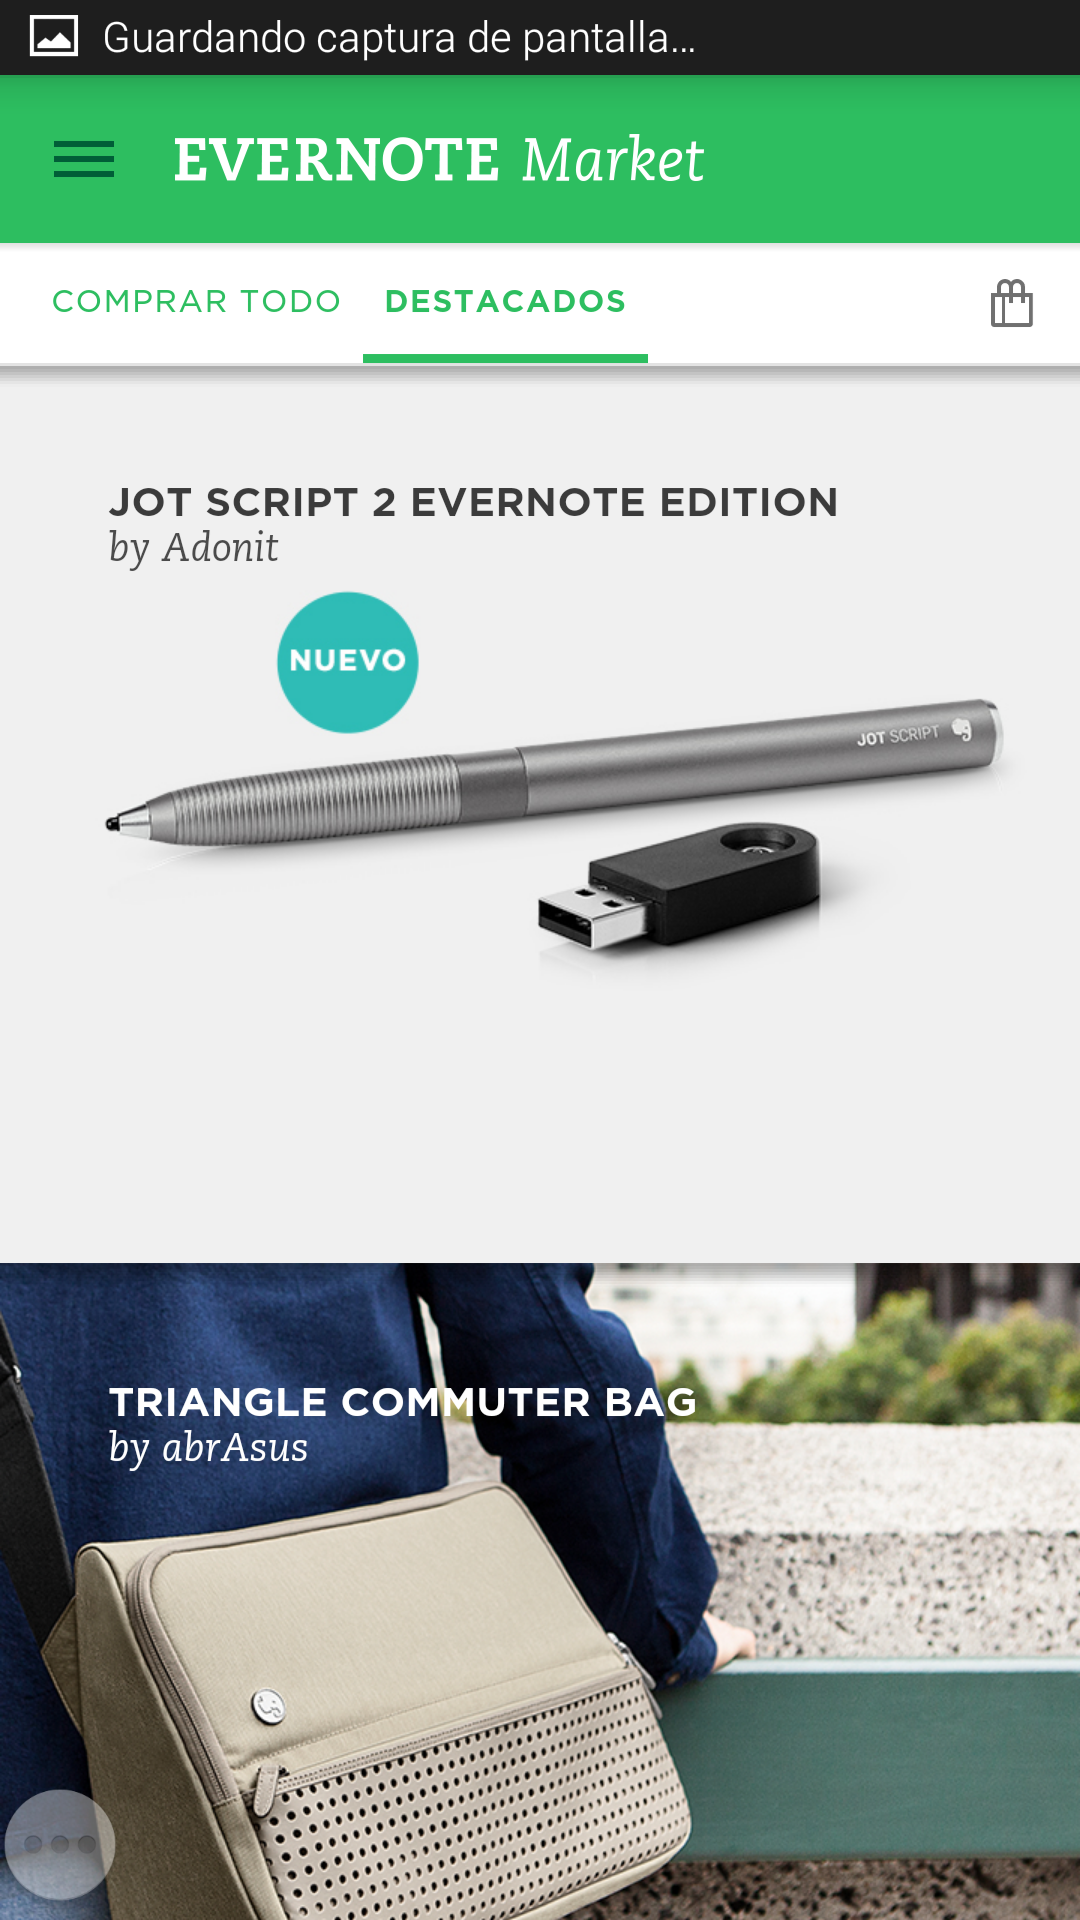 Guardando captura de pantalla...
EVERNOTE Market
COMPRAR TODO DESTACADOS
JOT SCRIPT 2 EVERNOTE EDITION
by Adonit
NUEVO
JOT SCRIPT
TRIANGLE COMMUTER BAG
by abrAsus